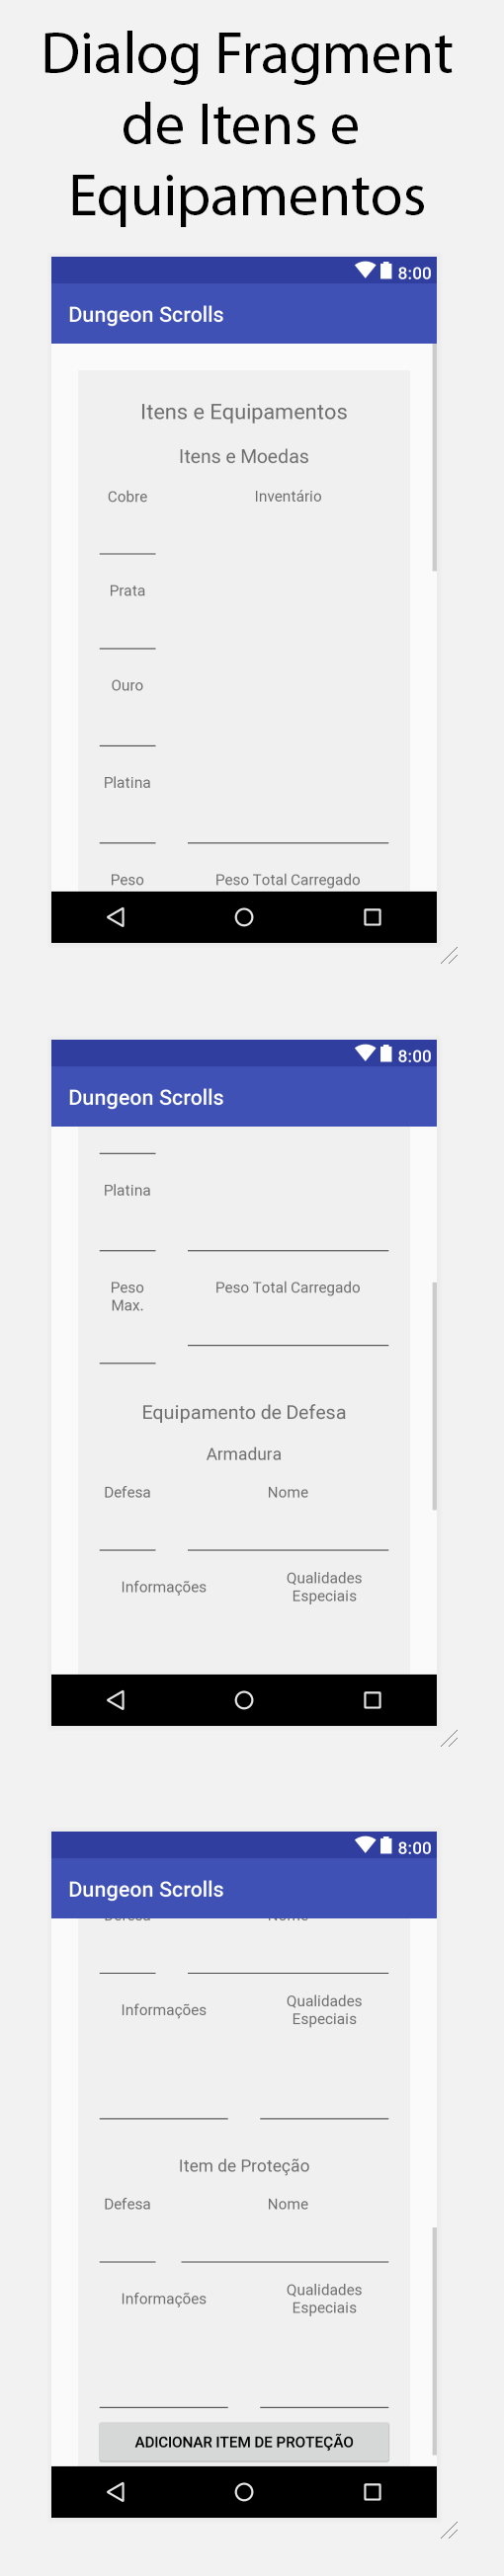 Dialog Fragment
de Itens e
Equipamentos
8:00
Dungeon Scrolls
Itens e Equipamentos
Itens e Moedas
Cobre Inventário
Prata
Ouro
Platina
Peso Peso Total Carregado
8:00
Dungeon Scrolls
Platina
Peso Peso Total Carregado
Max.
Equipamento de Defesa
Armadura
Defesa Nome
Informações Qualidades
Especiais
8:00
Dungeon Scrolls
Defesa Nome
Informações Qualidades
Especiais
Item de Proteção
Defesa Nome
Informações Qualidades
Especiais
ADICIONAR ITEM DE PROTEÇÃO